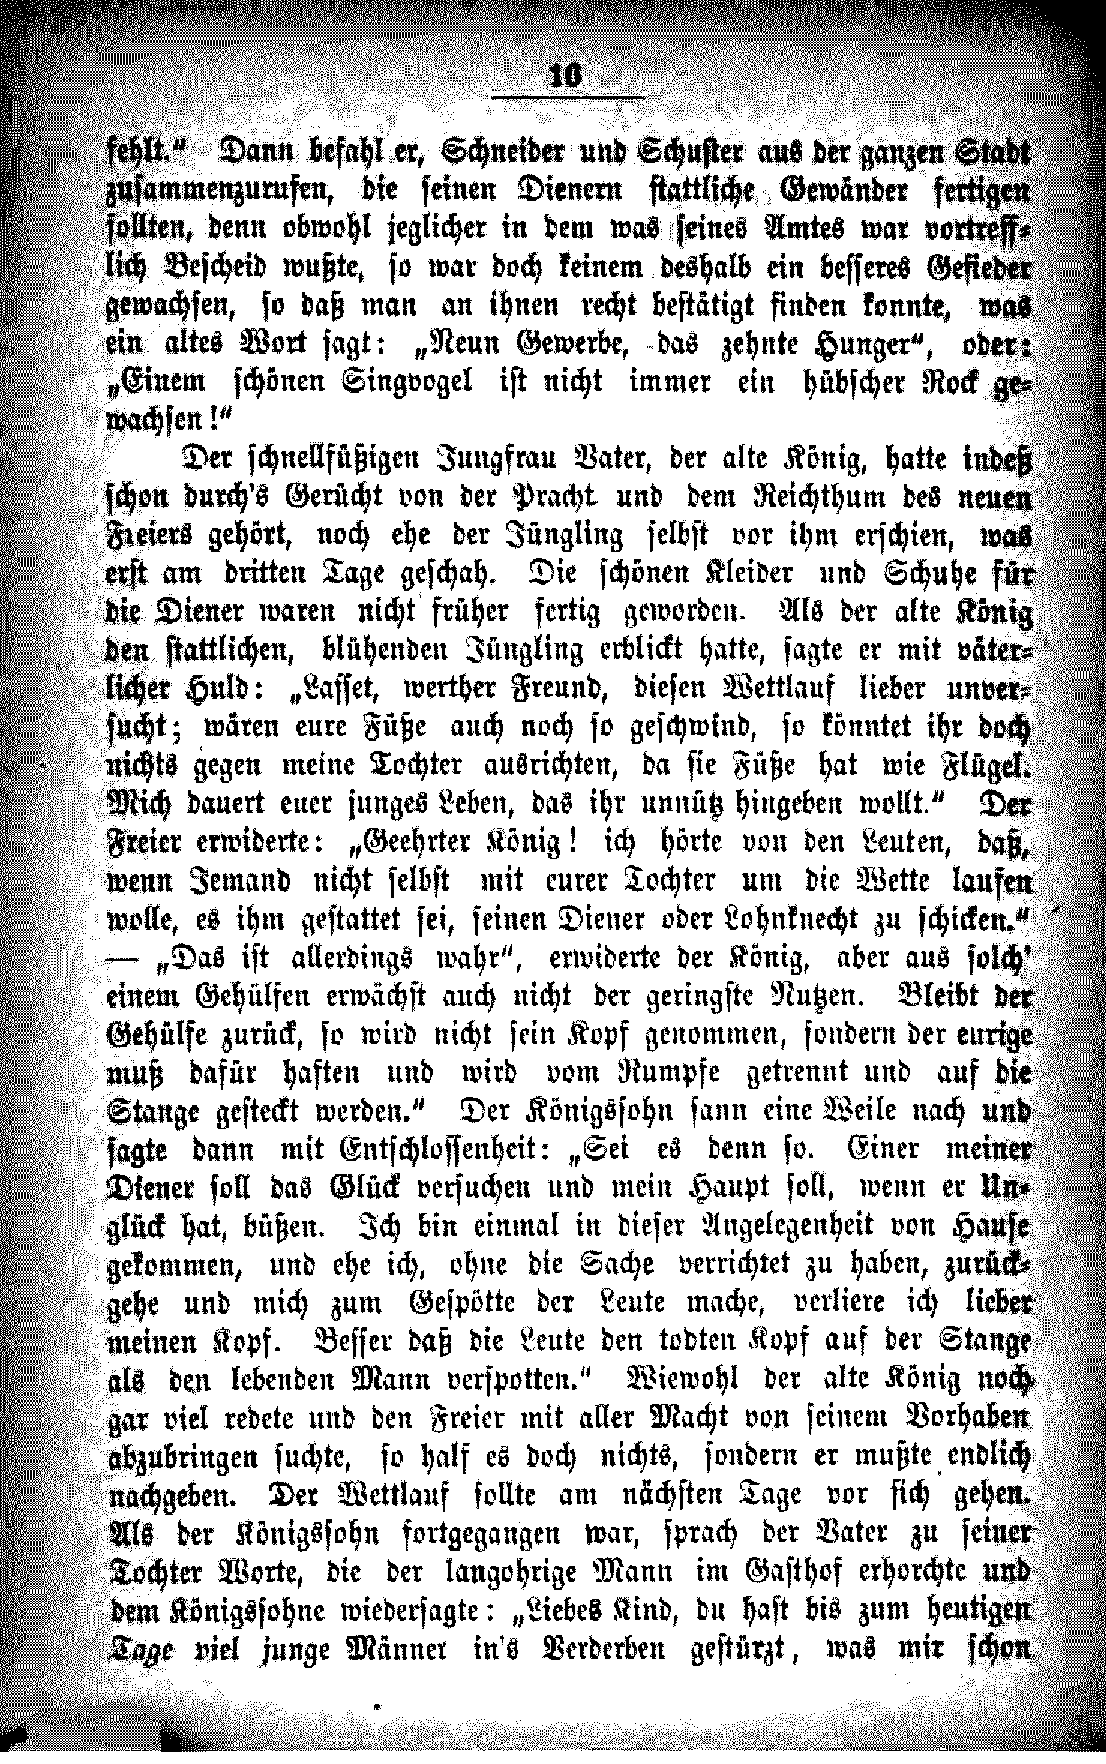 10
fehlt.“ Dann befahl er, Schneider und Schuster aus der ganzen Stadt
zusammenzurufen, die seinen Dienern stattliche Gewänder fertigen
sollten, denn obwohl jeglicher in dem was seines Amtes war vortreff-
lich Bescheid wußte, so war doch keinem deshalb ein besseres Gefieder
gewachsen, so daß man an ihnen recht bestätigt finden konnte, was
ein altes Wort sagt: „Neun Gewerbe, das zehnte Hunger“, oder:
„Einem schönen Singvogel ist nicht immer ein hübscher Rock ge-
wachsen!“
Der schnellfüßigen Jungfrau Vater, der alte König, hatte indeß
schon durch's Gerücht von der Pracht und dem Reichthum des neuen
Freiers gehört, noch ehe der Jüngling selbst vor ihm erschien, was
erst am dritten Tage geschah. Die schönen Kleider und Schuhe für
die Diener waren nicht früher fertig geworden. Als der alte König
den stattlichen, blühenden Jüngling erblickt hatte, sagte er mit väter-
licher Huld: „Lasset, werther Freund, diesen Wettlauf lieber unver-
sucht; wären eure Füße auch noch so geschwind, so könntet ihr doch
nichts gegen meine Tochter ausrichten, da sie Füße hat wie Flügel.
Mich dauert euer junges Leben, das ihr unnütz hingeben wollt.“ Der
Freier erwiderte: „Geehrter König! ich hörte von den Leuten, daß,
wenn Jemand nicht selbst mit eurer Tochter um die Wette laufen
wolle, es ihm gestattet sei, seinen Diener oder Lohnknecht zu schicken.“
— „Das ist allerdings wahr“, erwiderte der König, aber aus solch'
einem Gehülfen erwächst auch nicht der geringste Nutzen. Bleibt der
Gehülfe zurück, so wird nicht sein Kopf genommen, sondern der eurige
muß dafür haften und wird vom Rumpfe getrennt und auf die
Stange gesteckt werden.“ Der Königssohn sann eine Weile nach und
sagte dann mit Entschlossenheit: „Sei es denn so. Einer meiner
Diener soll das Glück versuchen und mein Haupt soll, wenn er Un-
glück hat, büßen. Ich bin einmal in dieser Angelegenheit von Hause
gekommen, und ehe ich, ohne die Sache verrichtet zu haben, zurück-
gehe und mich zum Gespötte der Leute mache, verliere ich lieber
meinen Kopf. Besser daß die Leute den todten Kopf auf der Stange
als den lebenden Mann verspotten.“ Wiewohl der alte König noch
gar viel redete und den Freier mit aller Macht von seinem Vorhaben
abzubringen suchte, so half es doch nichts, sondern er mußte endlich
nachgeben. Der Wettlauf sollte am nächsten Tage vor sich gehen.
Als der Königssohn fortgegangen war, sprach der Vater zu seiner
Tochter Worte, die der langohrige Mann im Gasthof erhorchte und
dem Königssohne wiedersagte: „Liebes Kind, du hast bis zum heutigen
Tage viel junge Männer in's Verderben gestürzt, was mir schon